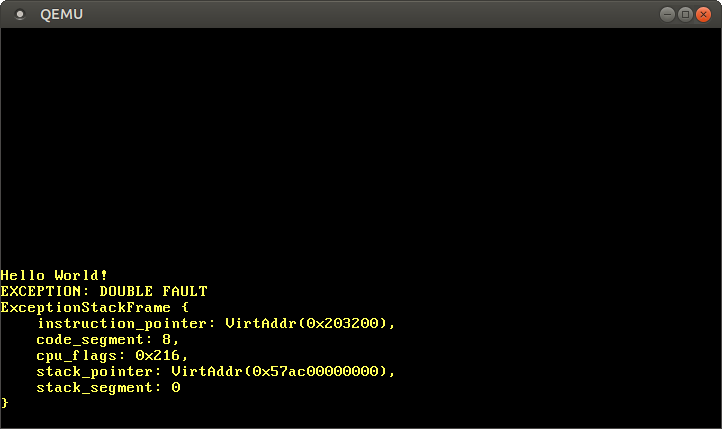 QEMU
Hello World!
EXCEPTION: DOUBLE FAULT
ExceptionStackFrame {
    instruction_pointer: VirtAddr(0x203200),
    code_segment: 8,
    cpu_flags: 0x216,
    stack_pointer: VirtAddr(0x57ac00000000),
    stack_segment: 0
}